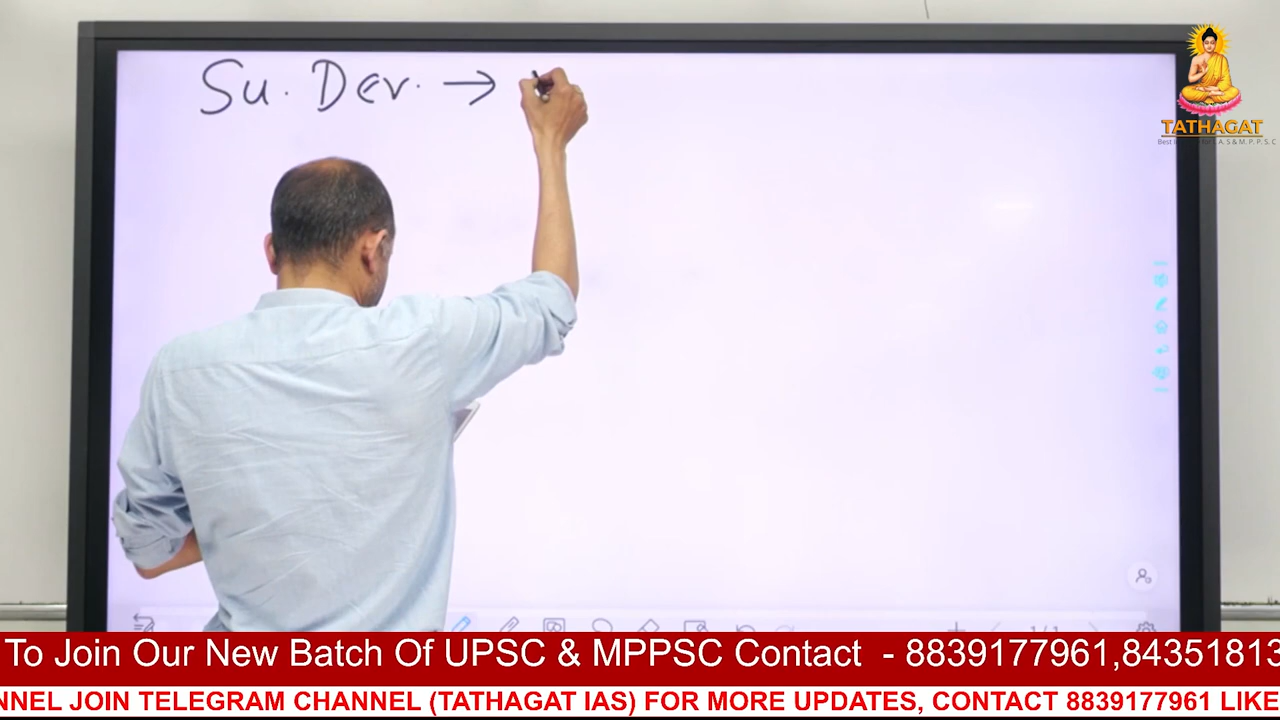 Su. Dev. →
TATHAGAT
To Join Our New Batch Of UPSC & MPPSC Contact - 8839177961,84351813
NNEL JOIN TELEGRAM CHANNEL (TATHAGAT IAS) FOR MORE UPDATES, CONTACT 8839177961 LIKE